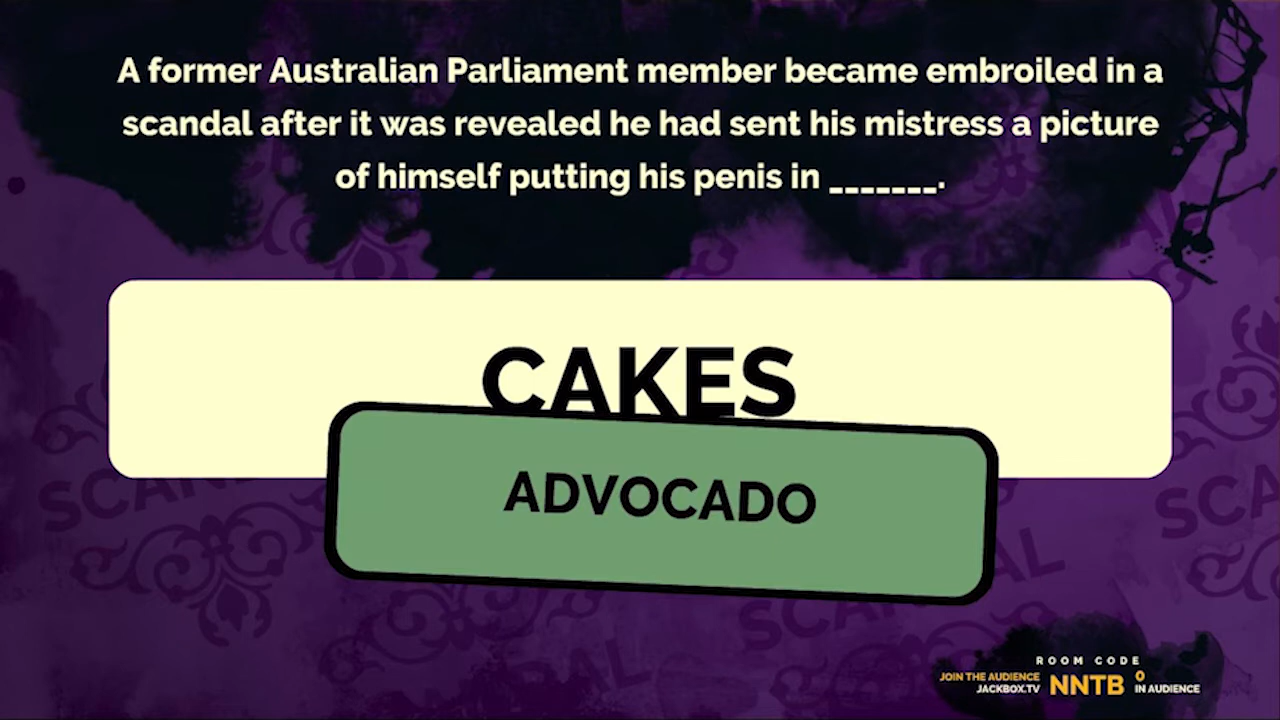 A former Australian Parliament member became embroiled in a
scandal after it was revealed he had sent his mistress a picture
of himself putting his penis in _______.
CAKES
ADVOCADO
ROOM CODE
JOIN THE AUDIENCE
JACKBOX.TV
NNTB
0
IN AUDIENCE